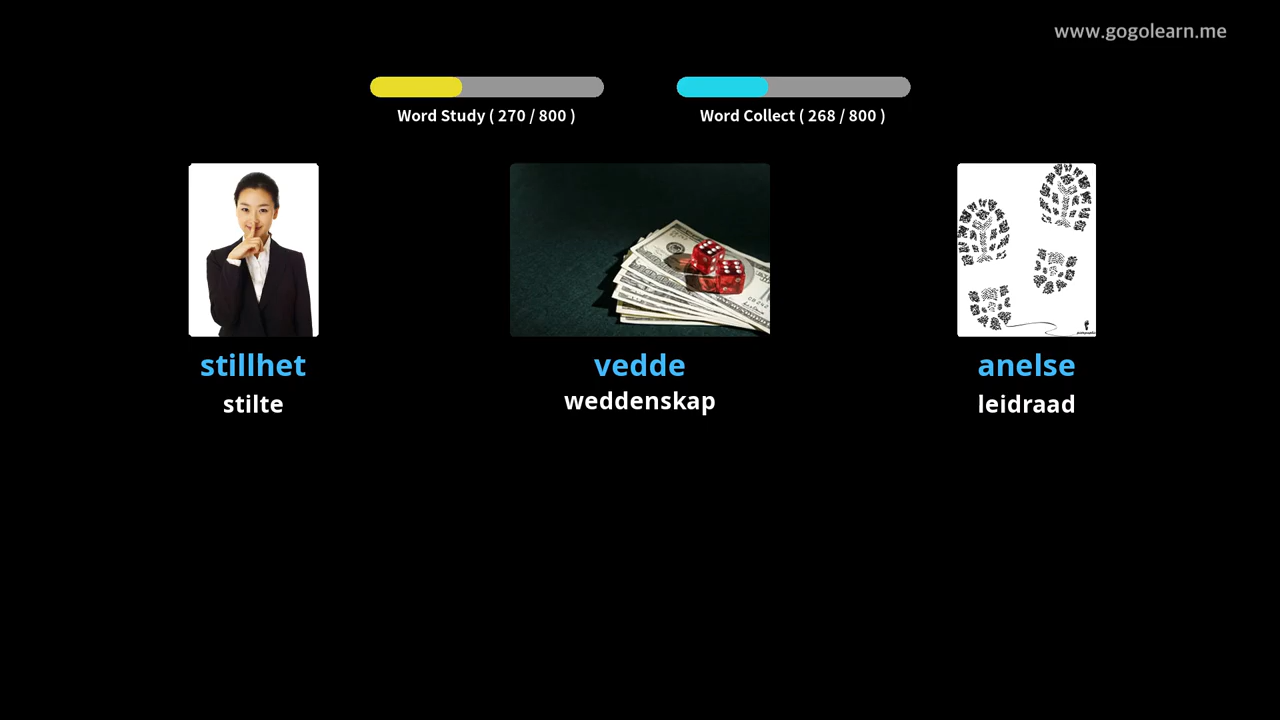 www.gogolearn.me
Word Study ( 270 / 800 )
Word Collect ( 268 / 800 )
stillhet
stilte
vedde
weddenskap
anelse
leidraad